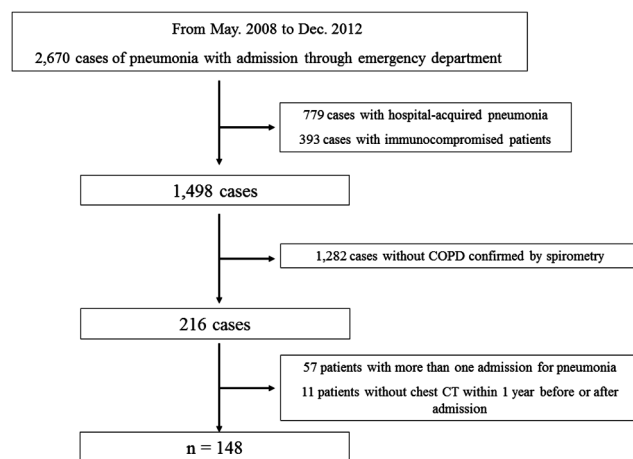 From May. 2008 to Dec. 2012
2,670 cases of pneumonia with admission through emergency department
779 cases with hospital-acquired pneumonia
393 cases with immunocompromised patients
1,498 cases
1,282 cases without COPD confirmed by spirometry
216 cases
57 patients with more than one admission for pneumonia
11 patients without chest CT within 1 year before or after
admission
n = 148